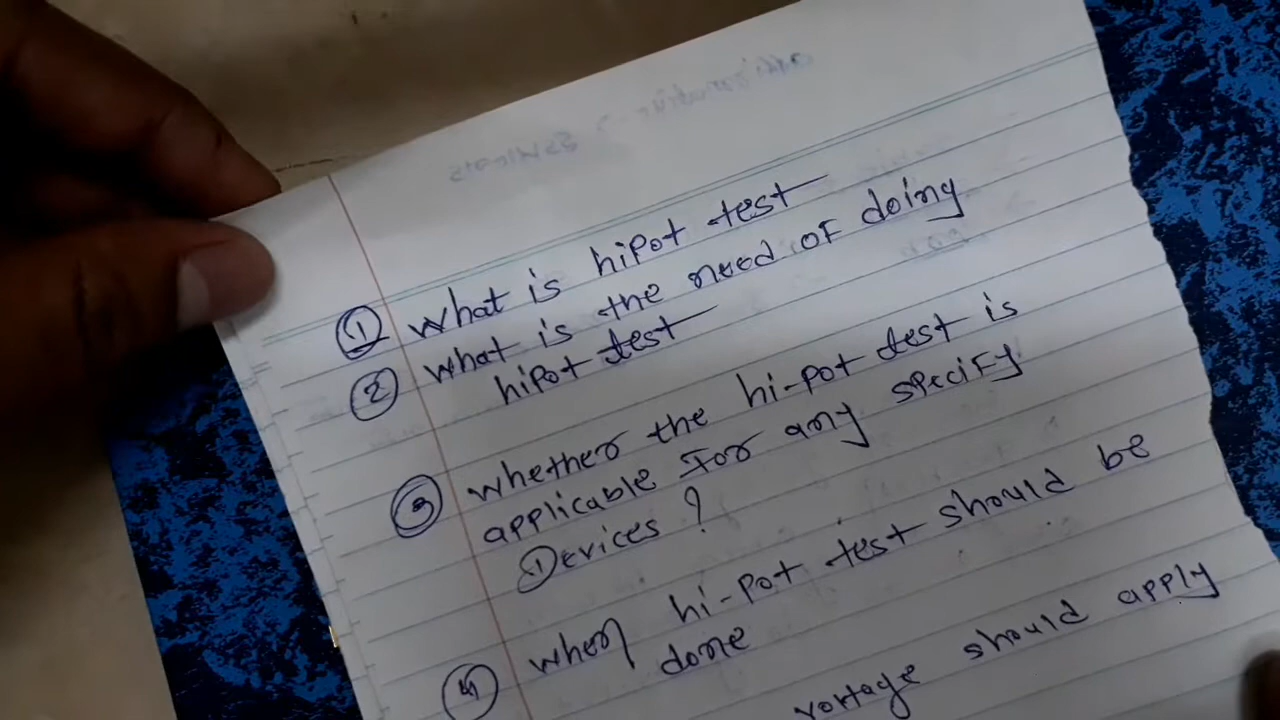 ① What is hipot test
② What is the need of doing
hipot test
③ Whether the hi-pot test is
applicable for any specify
Devices ?
④ When hi-pot test should be
done
voltage should apply